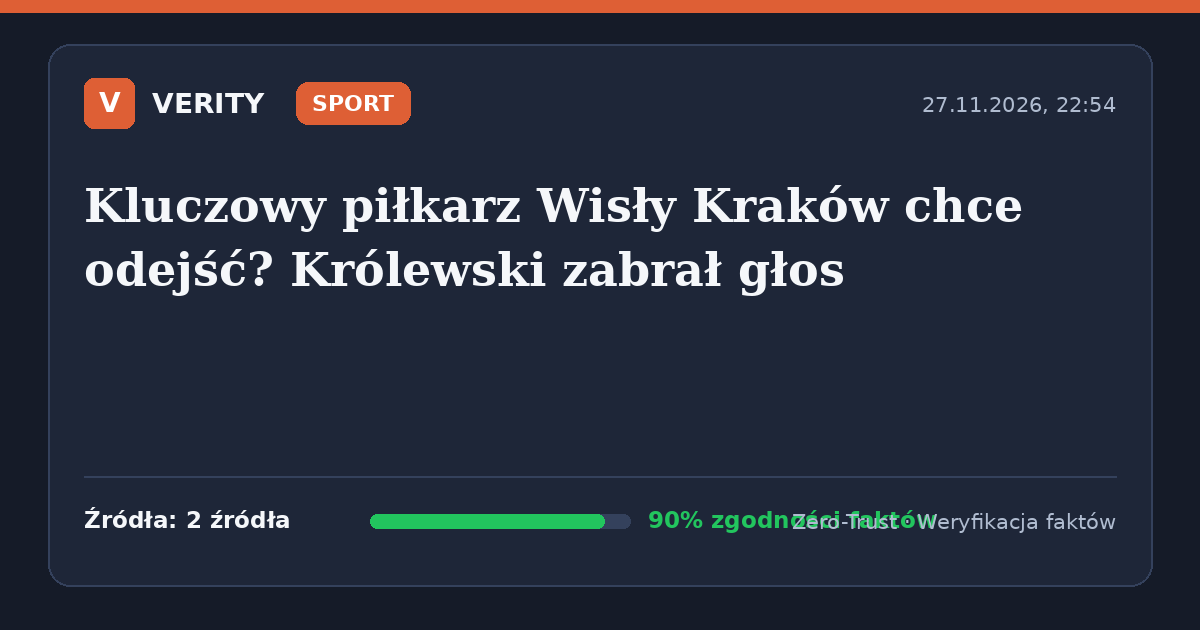 V VERITY SPORT 27.11.2026, 22:54
Kluczowy piłkarz Wisły Kraków chce
odejść? Królewski zabrał głos
Źródła: 2 źródła 90% zgodności faktów Zero-Trust · Weryfikacja faktów